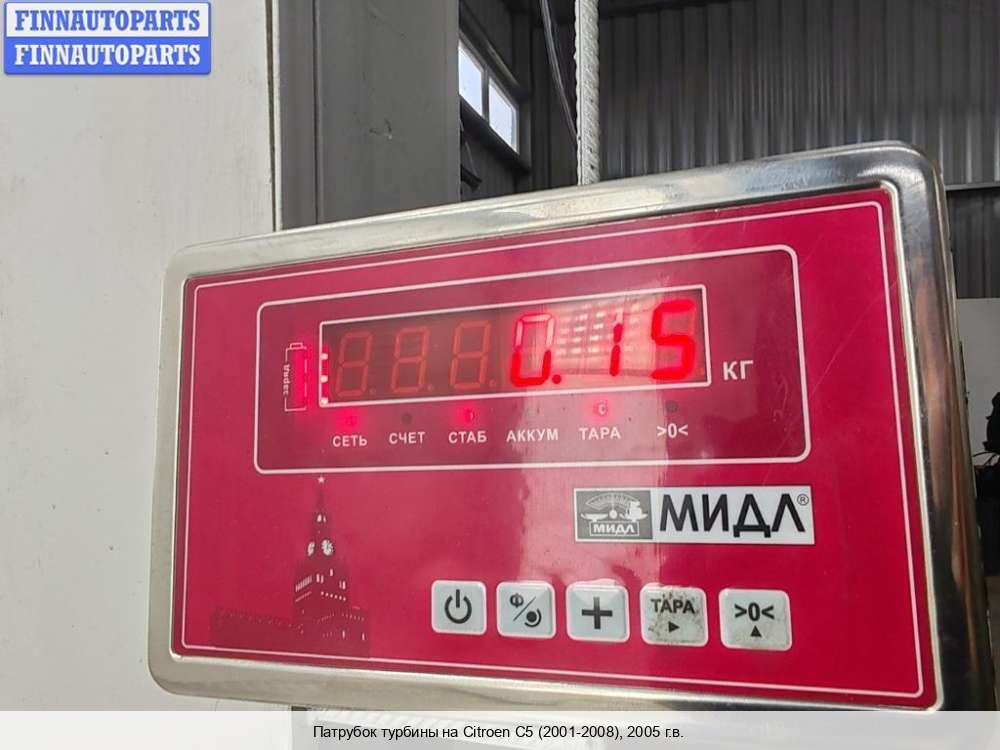 FINNAUTOPARTS
FINNAUTOPARTS
0.15
КГ
заряд
СЕТЬ СЧЕТ СТАБ АККУМ ТАРА >0<
МИДЛ МИДЛ®
Ф/ + ТАРА >0<
Патрубок турбины на Citroen C5 (2001-2008), 2005 г.в.